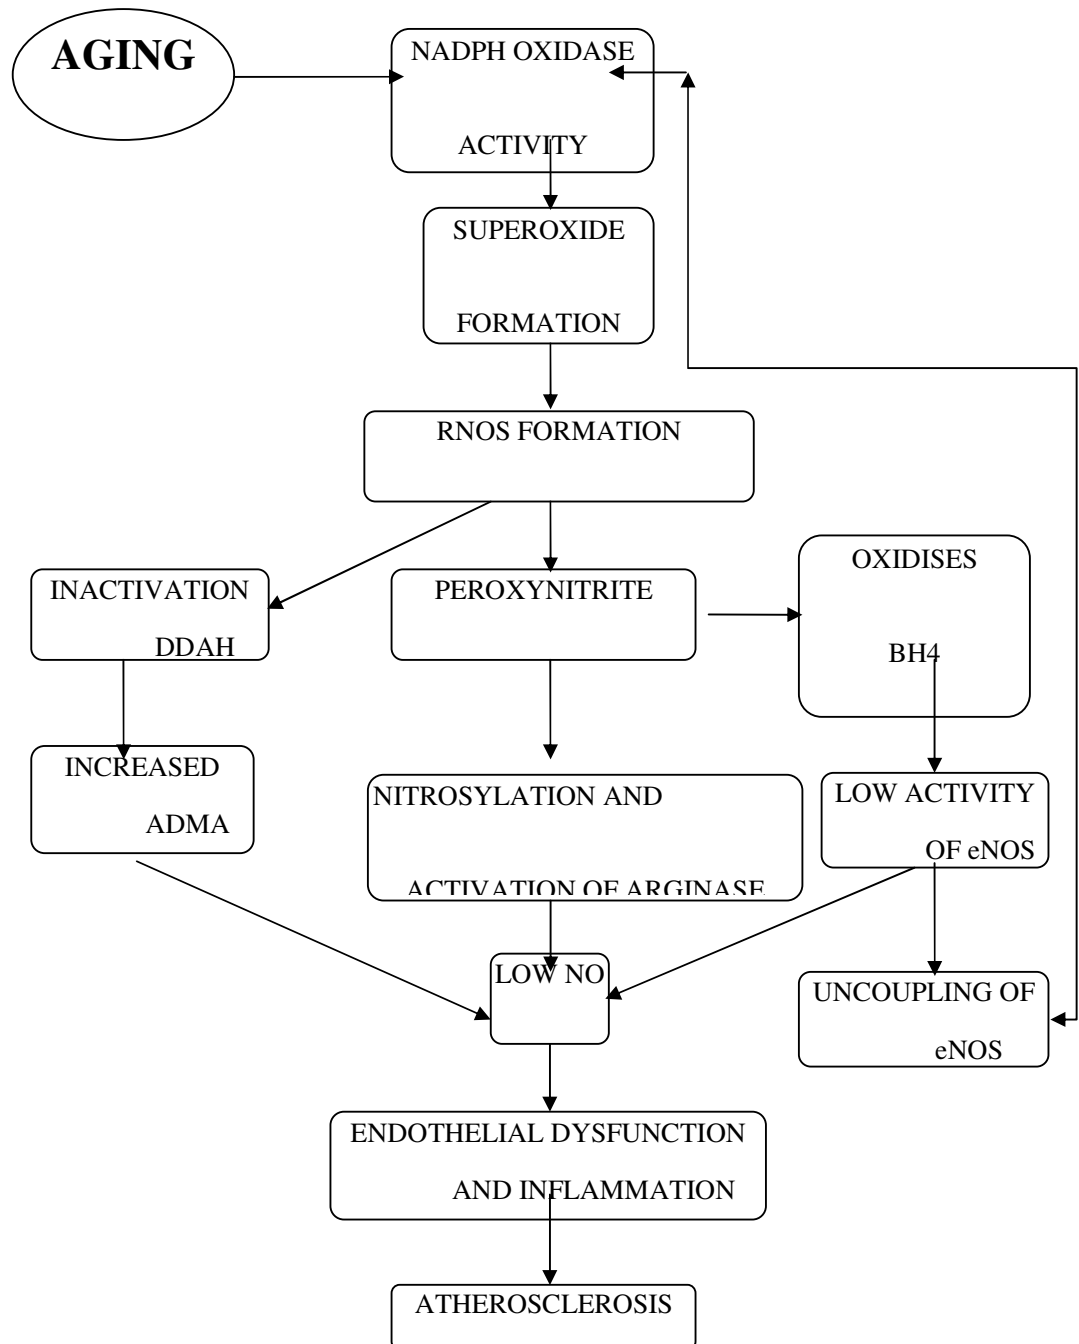 AGING
NADPH OXIDASE
ACTIVITY
SUPEROXIDE
FORMATION
RNOS FORMATION
INACTIVATION
DDAH
PEROXYNITRITE
OXIDISES
BH4
INCREASED
ADMA
NITROSYLATION AND
ACTIVATION OF ARGINASE
LOW ACTIVITY
OF eNOS
LOW NO
UNCOUPLING OF
eNOS
ENDOTHELIAL DYSFUNCTION
AND INFLAMMATION
ATHEROSCLEROSIS